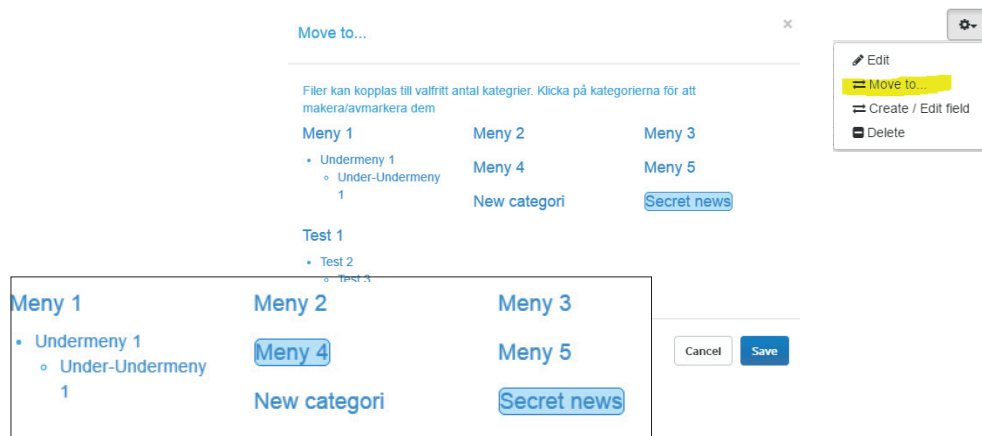 Move to...
×
Edit
Move to...
Create / Edit field
Delete
Filer kan kopplas till valfritt antal kategrier. Klicka på kategorierna för att
makera/avmarkera dem
Meny 1
Meny 2
Meny 3
• Undermeny 1
◦ Under-Undermeny
1
Meny 4
Meny 5
New categori
Secret news
Test 1
• Test 2
◦ Test 3
Meny 1
Meny 2
Meny 3
• Undermeny 1
◦ Under-Undermeny
1
Meny 4
Meny 5
New categori
Secret news
Cancel
Save